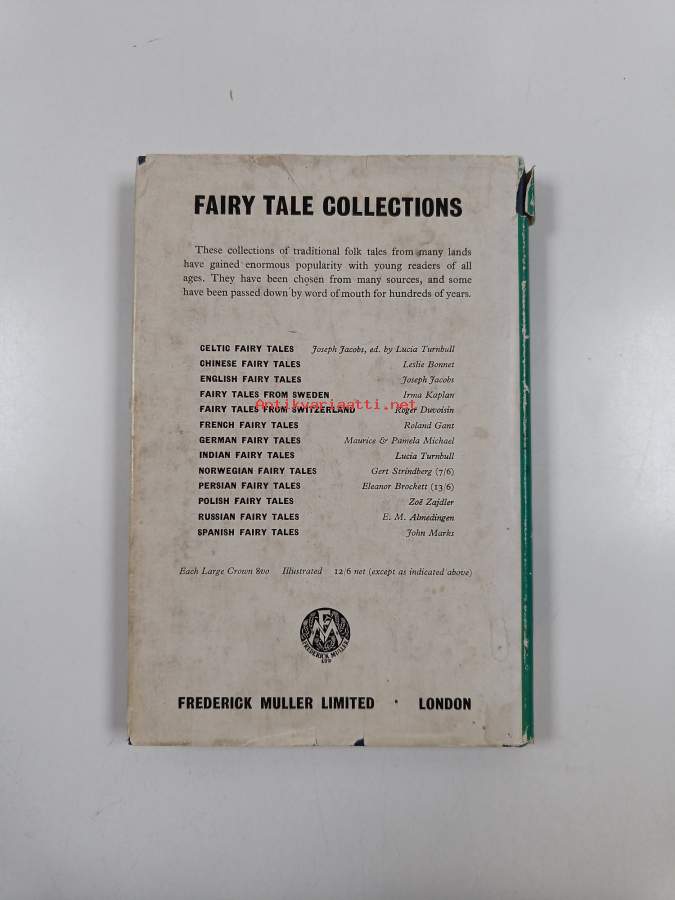 FAIRY TALE COLLECTIONS
These collections of traditional folk tales from many lands
have gained enormous popularity with young readers of all
ages. They have been chosen from many sources, and some
have been passed down by word of mouth for hundreds of years.
CELTIC FAIRY TALES Joseph Jacobs, ed. by Lucia Turnbull
CHINESE FAIRY TALES Leslie Bonnet
ENGLISH FAIRY TALES Joseph Jacobs
FAIRY TALES FROM SWEDEN Irma Kaplan
Antikvariaatti.net
FAIRY TALES FROM SWITZERLAND Roger Duvoisin
FRENCH FAIRY TALES Roland Gant
GERMAN FAIRY TALES Maurice & Pamela Michael
INDIAN FAIRY TALES Lucia Turnbull
NORWEGIAN FAIRY TALES Gert Strindberg (7/6)
PERSIAN FAIRY TALES Eleanor Brockett (13/6)
POLISH FAIRY TALES Zoë Zajdler
RUSSIAN FAIRY TALES E. M. Almedingen
SPANISH FAIRY TALES John Marks
Each Large Crown 8vo Illustrated 12/6 net (except as indicated above)
FM
FREDERICK MULLER
LTD
FREDERICK MULLER LIMITED · LONDON